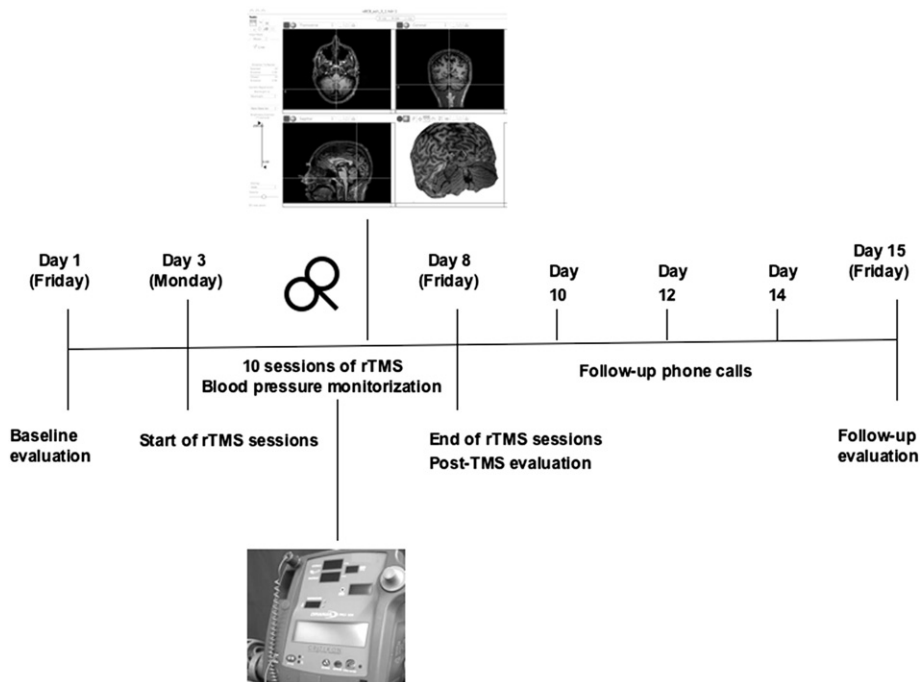 Day 1
(Friday)
Day 3
(Monday)
Day 8
(Friday)
Day
10
Day
12
Day
14
Day 15
(Friday)
10 sessions of rTMS
Blood pressure monitorization
Follow-up phone calls
Baseline
evaluation
Start of rTMS sessions
End of rTMS sessions
Post-TMS evaluation
Follow-up
evaluation